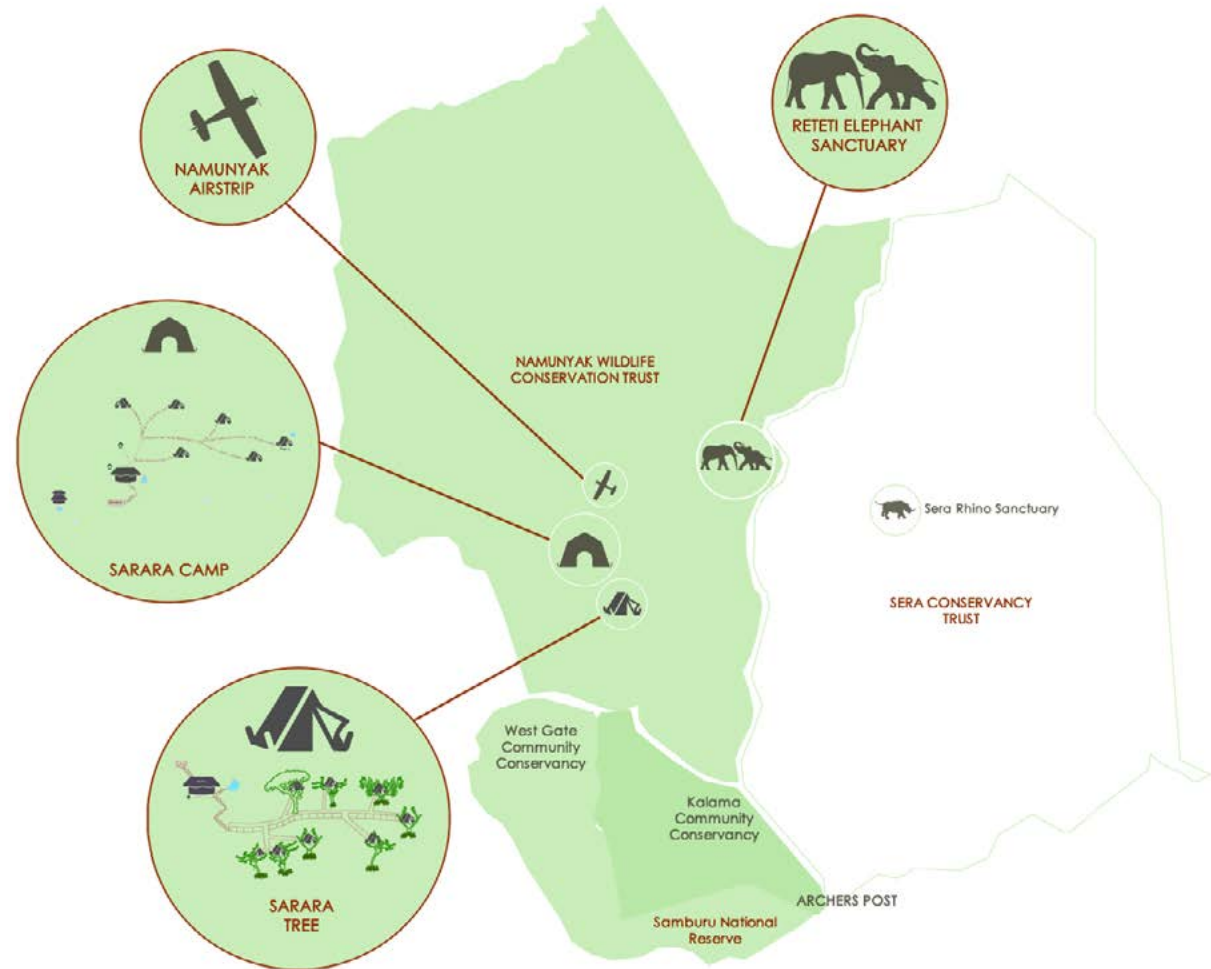 NAMUNYAK
AIRSTRIP
RETETI ELEPHANT
SANCTUARY
NAMUNYAK WILDLIFE
CONSERVATION TRUST
Sera Rhino Sanctuary
SARARA CAMP
SERA CONSERVANCY
TRUST
West Gate
Community
Conservancy
Kalama
Community
Conservancy
SARARA
TREE
ARCHERS POST
Samburu National
Reserve